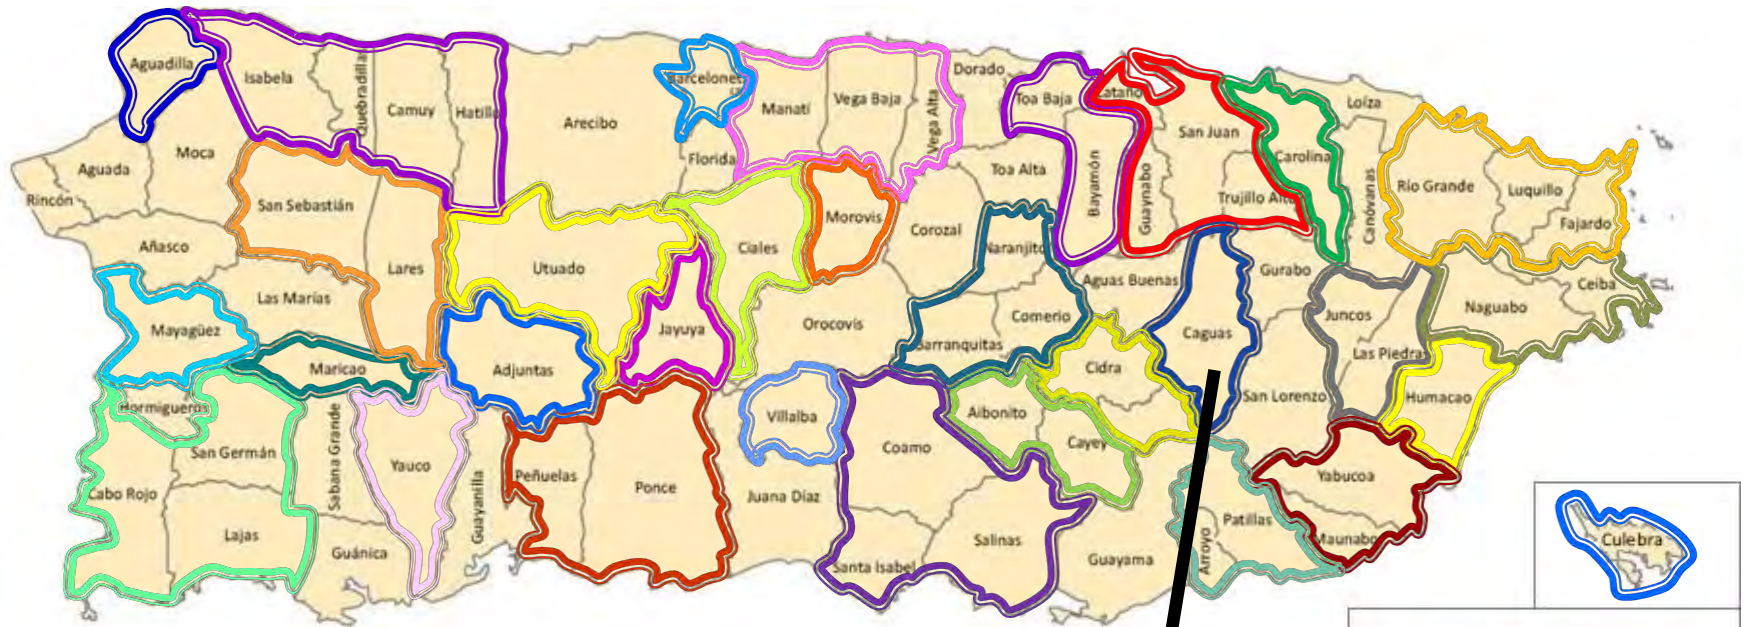 Aguadilla
Isabela
Quebradilla
Camuy
Hatillo
Arecibo
Barcelones
Manatí
Vega Baja
Vega Alta
Dorado
Toa Baja
Cataño
San Juan
Carolina
Loíza
Aguada
Moca
Rincón
San Sebastián
Florida
Morovis
Toa Alta
Bayamón
Guaynabo
Trujillo Alto
Canóvanas
Río Grande
Luquillo
Fajardo
Añasco
Las Marías
Lares
Utuado
Ciales
Corozal
Naranjito
Aguas Buenas
Gurabo
Ceiba
Naguabo
Mayagüez
Maricao
Adjuntas
Jayuya
Orocovis
Barranquitas
Comerio
Cidra
Caguas
Juncos
Las Piedras
Humacao
San Lorenzo
Hormigueros
San Germán
Sabana Grande
Yauco
Guayanilla
Peñuelas
Ponce
Villalba
Juana Díaz
Coamo
Aibonito
Cayey
Cabo Rojo
Lajas
Guánica
Santa Isabel
Salinas
Guayama
Arroyo
Patillas
Yabucoa
Maunabo
Culebra